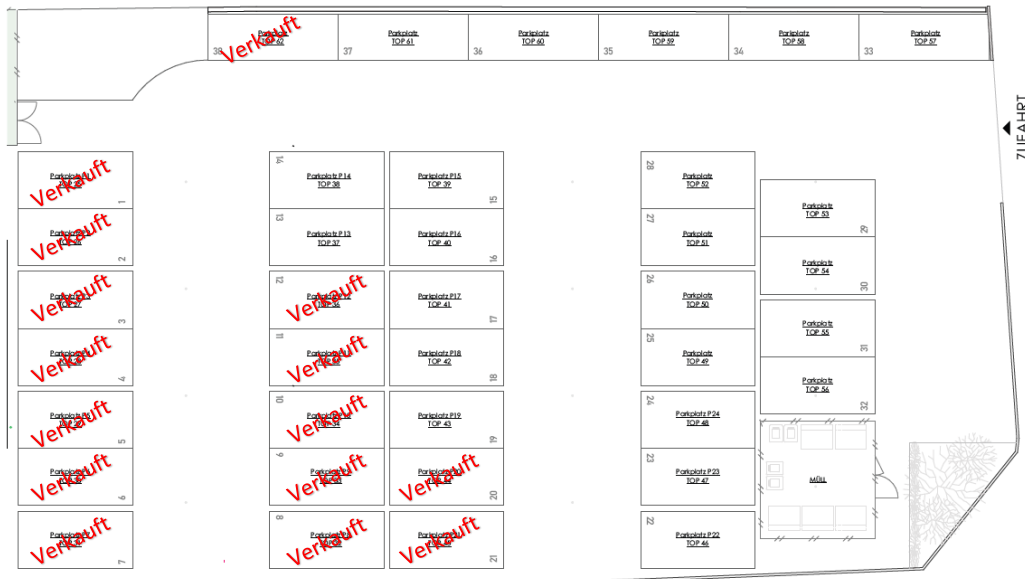 Verkauft
TOP 62
38
Parkplatz
TOP 61
37
Parkplatz
TOP 60
36
Parkplatz
TOP 59
35
Parkplatz
TOP 58
34
Parkplatz
TOP 57
33
ZUFAHRT
Verkauft
1
Verkauft
2
Verkauft
3
Verkauft
4
Verkauft
5
Verkauft
6
Verkauft
7
14
Parkplatz P14
TOP 38
13
Parkplatz P13
TOP 37
12
Verkauft
11
Verkauft
10
Verkauft
9
Verkauft
8
Verkauft
Parkplatz P15
TOP 39
15
Parkplatz P16
TOP 40
16
Parkplatz P17
TOP 41
17
Parkplatz P18
TOP 42
18
Parkplatz P19
TOP 43
19
Verkauft
20
Verkauft
21
28
Parkplatz
TOP 52
27
Parkplatz
TOP 51
26
Parkplatz
TOP 50
25
Parkplatz
TOP 49
24
Parkplatz P24
TOP 48
23
Parkplatz P23
TOP 47
22
Parkplatz P22
TOP 46
Parkplatz
TOP 53
29
Parkplatz
TOP 54
30
Parkplatz
TOP 55
31
Parkplatz
TOP 56
32
MÜLL